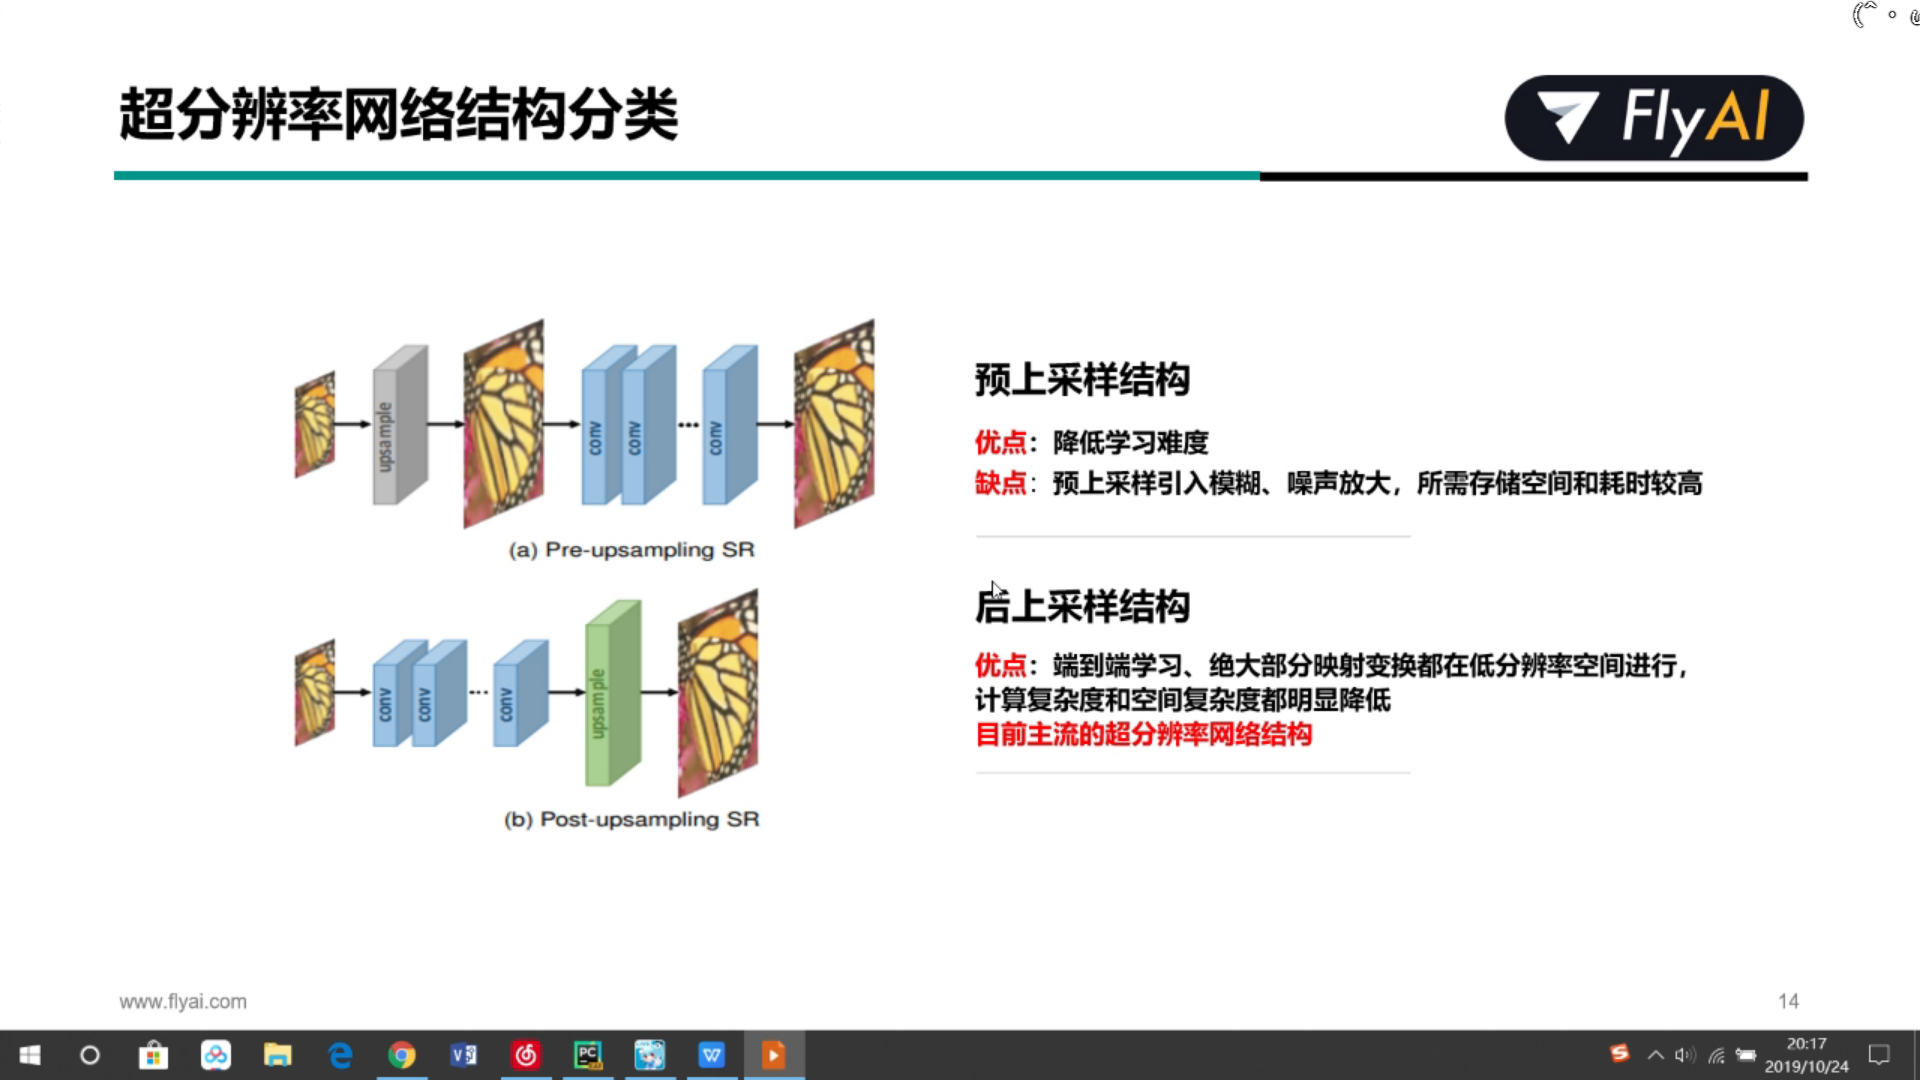 超分辨率网络结构分类
FlyAI
upsample
conv
conv
conv
(a) Pre-upsampling SR
预上采样结构
优点：降低学习难度
缺点：预上采样引入模糊、噪声放大，所需存储空间和耗时较高
conv
conv
conv
upsample
(b) Post-upsampling SR
后上采样结构
优点：端到端学习、绝大部分映射变换都在低分辨率空间进行，
计算复杂度和空间复杂度都明显降低
目前主流的超分辨率网络结构
www.flyai.com
14
20:17
2019/10/24